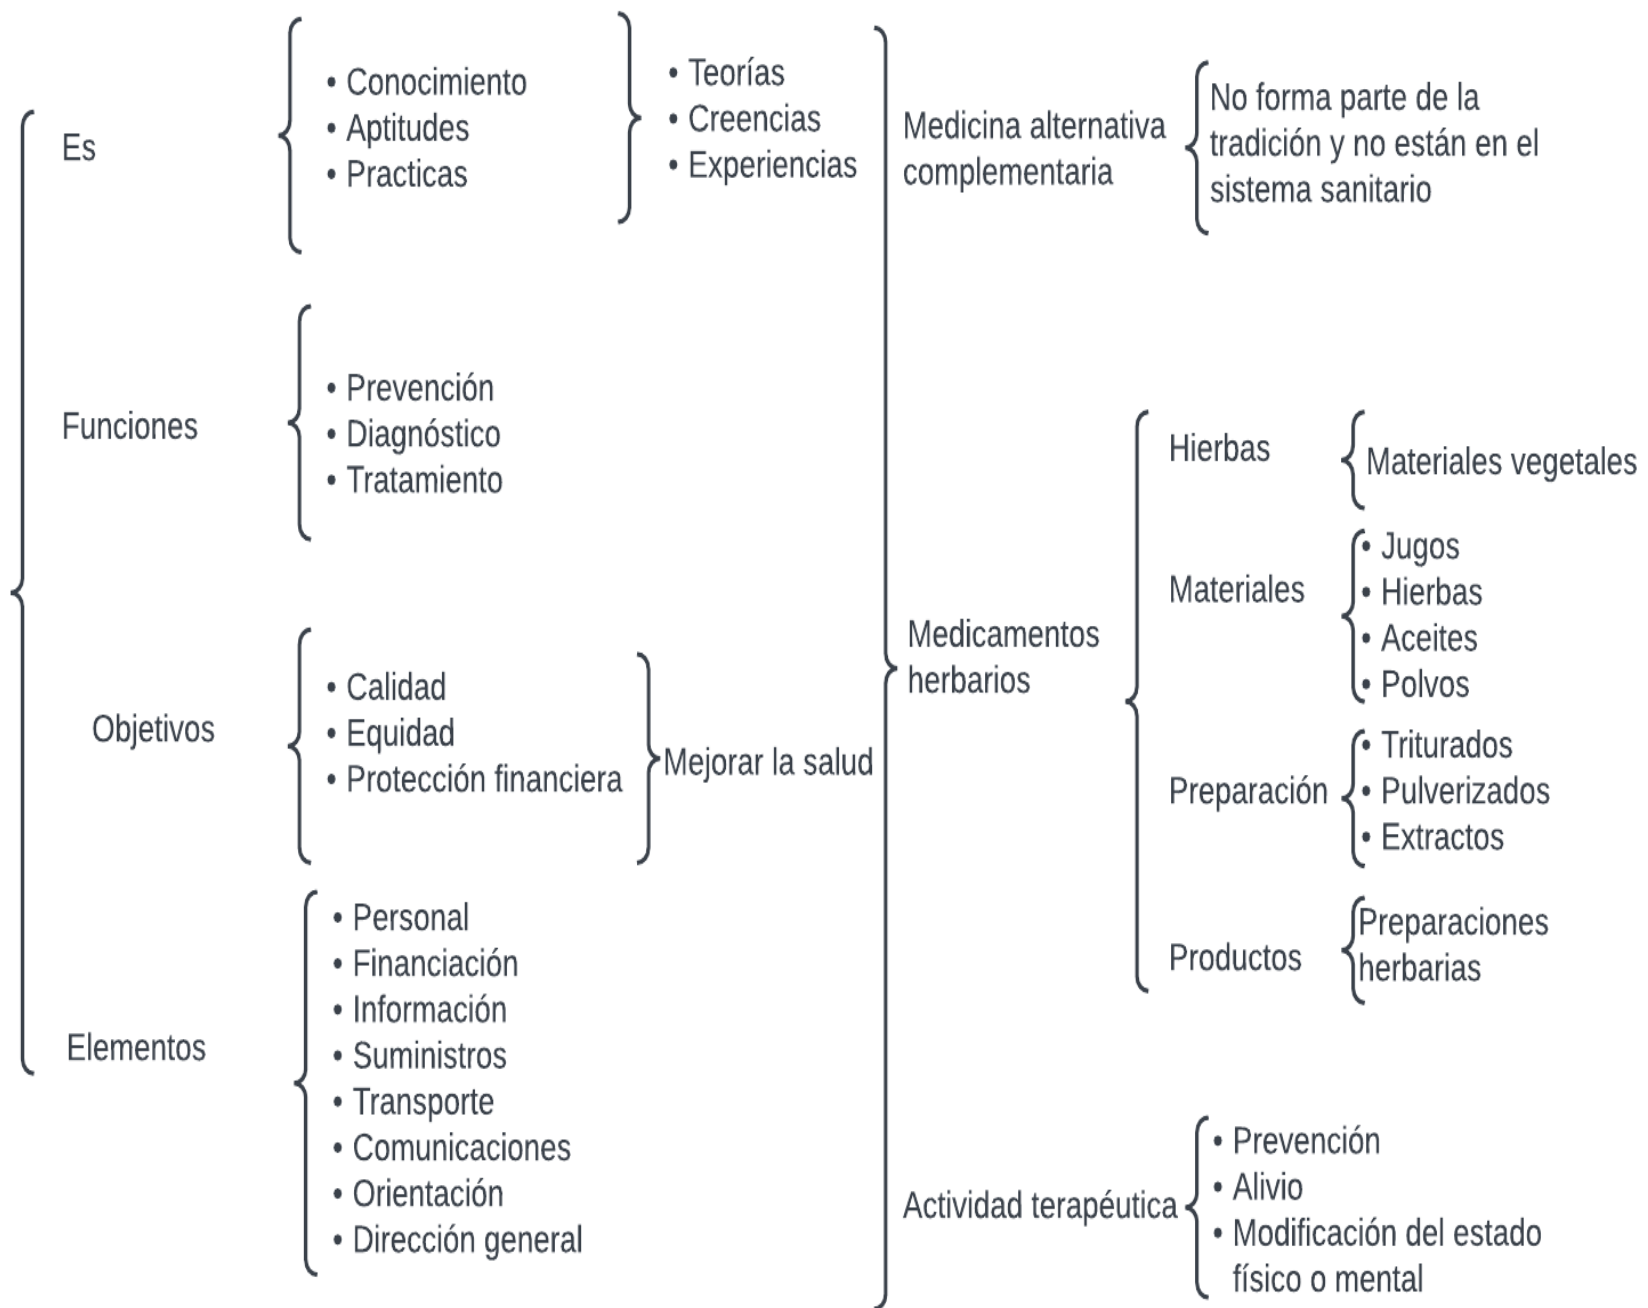 Es
• Conocimiento
• Aptitudes
• Practicas
• Teorías
• Creencias
• Experiencias
Funciones
• Prevención
• Diagnóstico
• Tratamiento
Objetivos
• Calidad
• Equidad
• Protección financiera
Mejorar la salud
Elementos
• Personal
• Financiación
• Información
• Suministros
• Transporte
• Comunicaciones
• Orientación
• Dirección general
Medicina alternativa
complementaria
No forma parte de la
tradición y no están en el
sistema sanitario
Medicamentos
herbarios
Hierbas
Materiales vegetales
Materiales
• Jugos
• Hierbas
• Aceites
• Polvos
Preparación
• Triturados
• Pulverizados
• Extractos
Productos
Preparaciones
herbarias
Actividad terapéutica
• Prevención
• Alivio
• Modificación del estado
físico o mental